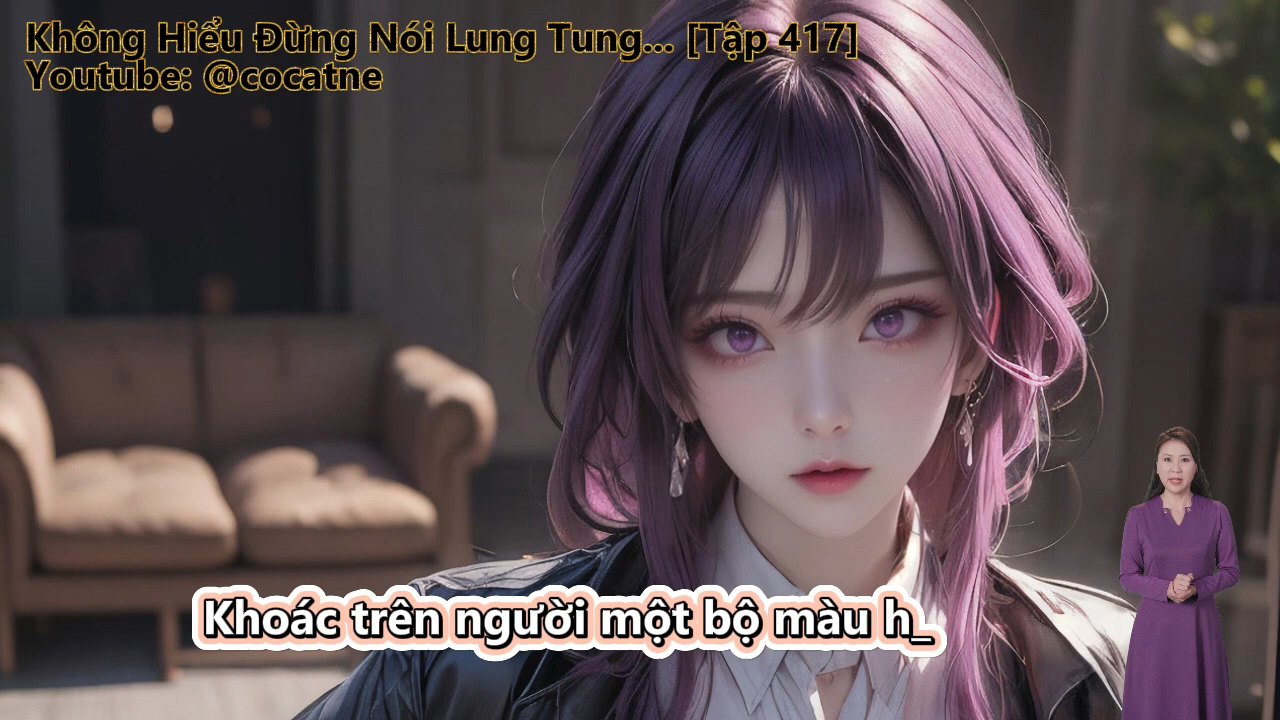 Không Hiểu Đừng Nói Lung Tung... [Tập 417]
Youtube: @cocatne
Khoác trên người một bộ màu h_